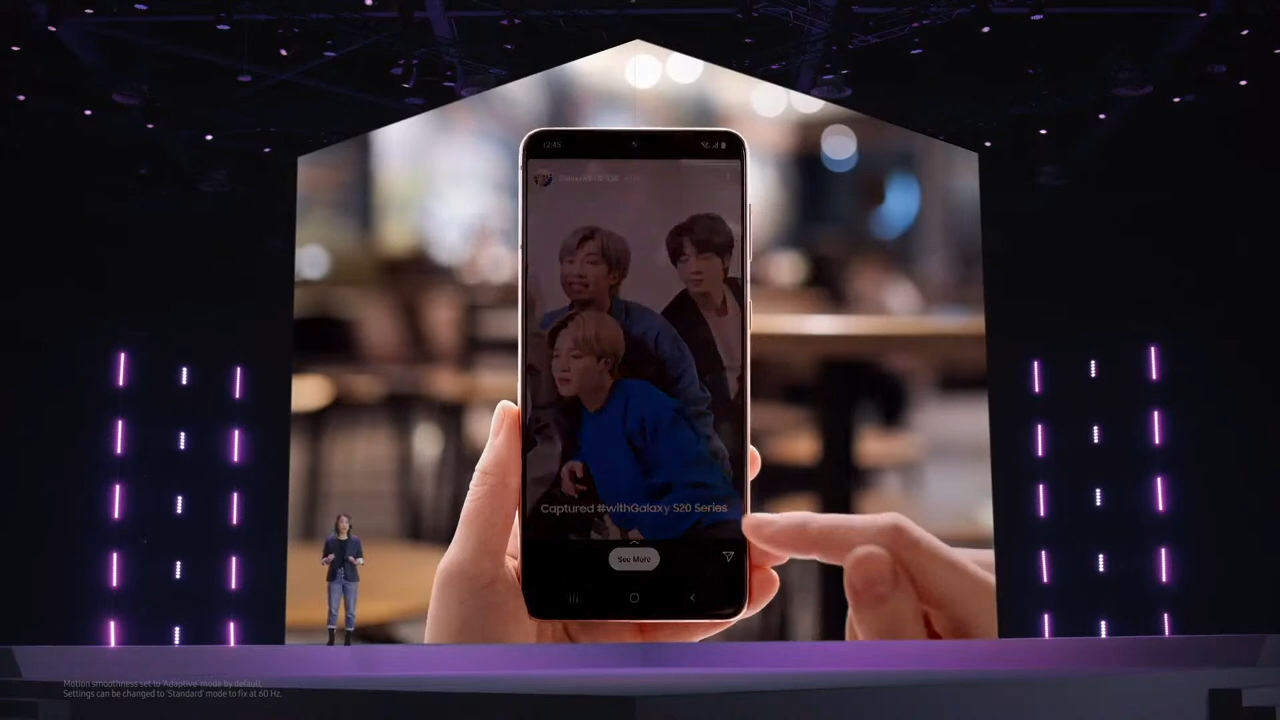 12:45
Captured #withGalaxy S20 Series
See More
Motion smoothness set to 'Adaptive' mode by default.
Settings can be changed to 'Standard' mode to fix at 60 Hz.